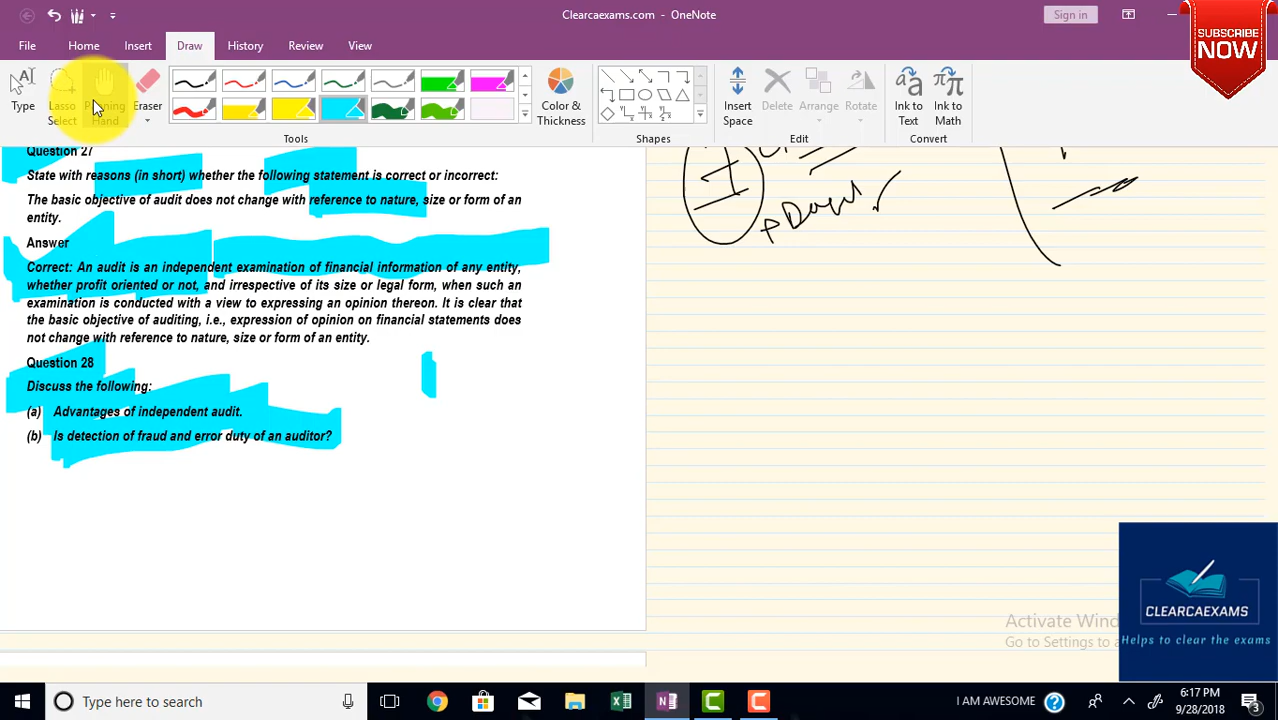 Clearcaexams.com - OneNote
Sign in
SUBSCRIBE
NOW
File Home Insert Draw History Review View
Type
Lasso Select
Panning Hand
Eraser
Color & Thickness
Insert Space
Delete
Arrange
Rotate
Ink to Text
Ink to Math
Tools
Shapes
Edit
Convert
Question 27
State with reasons (in short) whether the following statement is correct or incorrect:
The basic objective of audit does not change with reference to nature, size or form of an
entity.
Answer
Correct: An audit is an independent examination of financial information of any entity,
whether profit oriented or not, and irrespective of its size or legal form, when such an
examination is conducted with a view to expressing an opinion thereon. It is clear that
the basic objective of auditing, i.e., expression of opinion on financial statements does
not change with reference to nature, size or form of an entity.
Question 28
Discuss the following:
(a) Advantages of independent audit.
(b) Is detection of fraud and error duty of an auditor?
CLEARCAEXAMS
Helps to clear the exams
Activate Wind
Go to Settings to a
Type here to search
I AM AWESOME
6:17 PM
9/28/2018
3